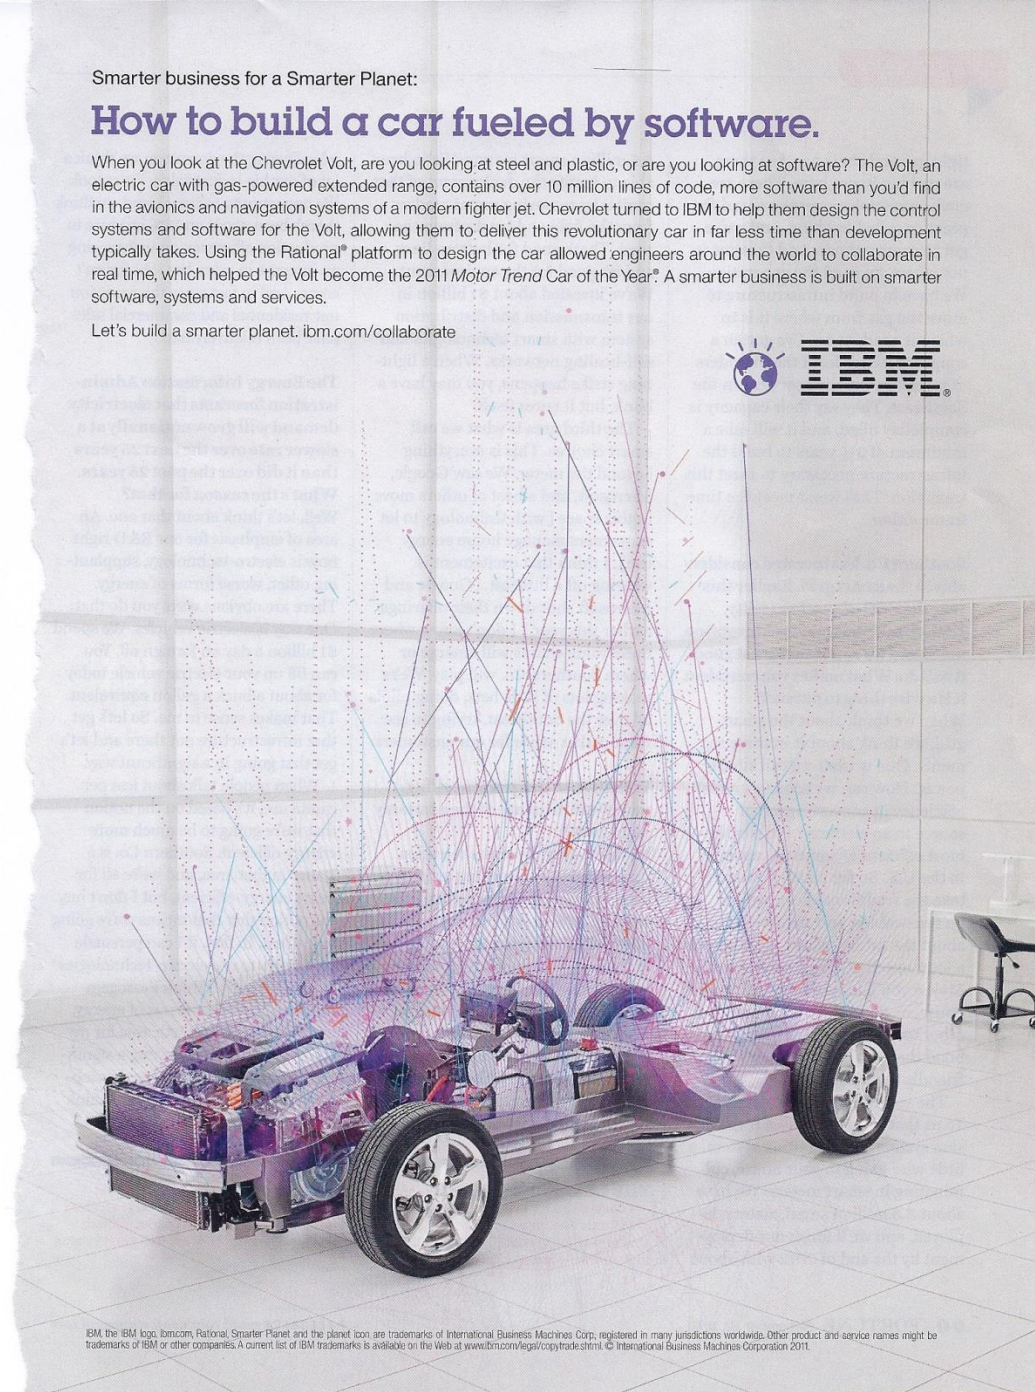 Smarter business for a Smarter Planet:
How to build a car fueled by software.
When you look at the Chevrolet Volt, are you looking at steel and plastic, or are you looking at software? The Volt, an
electric car with gas-powered extended range, contains over 10 million lines of code, more software than you'd find
in the avionics and navigation systems of a modern fighter jet. Chevrolet turned to IBM to help them design the control
systems and software for the Volt, allowing them to deliver this revolutionary car in far less time than development
typically takes. Using the Rational® platform to design the car allowed engineers around the world to collaborate in
real time, which helped the Volt become the 2011 Motor Trend Car of the Year.® A smarter business is built on smarter
software, systems and services.
Let's build a smarter planet. ibm.com/collaborate
IBM®
IBM, the IBM logo, ibm.com, Rational, Smarter Planet and the planet icon are trademarks of International Business Machines Corp, registered in many jurisdictions worldwide. Other product and service names might be
trademarks of IBM or other companies. A current list of IBM trademarks is available on the Web at www.ibm.com/legal/copytrade.shtml. © International Business Machines Corporation 2011.